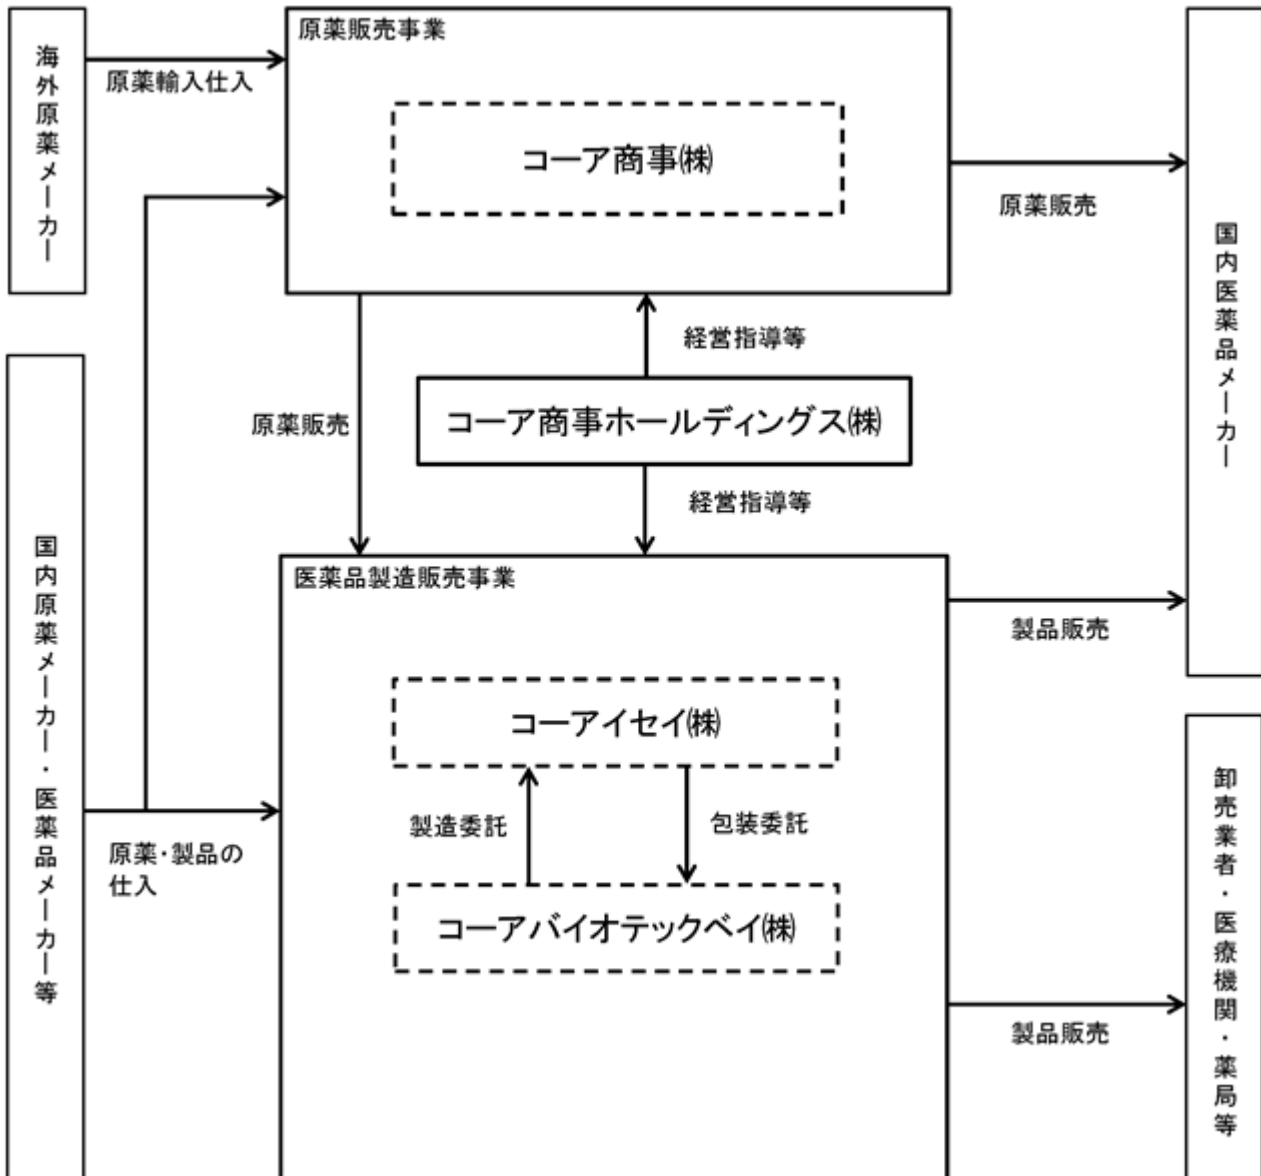 海外原薬メーカー
原薬輸入仕入
原薬販売事業
コーア商事㈱
原薬販売
国内医薬品メーカー
経営指導等
コーア商事ホールディングス㈱
原薬販売
経営指導等
国内原薬メーカー・医薬品メーカー等
原薬・製品の
仕入
医薬品製造販売事業
コーアイセイ㈱
製造委託
包装委託
コーアバイオテックベイ㈱
製品販売
製品販売
卸売業者・医療機関・薬局等